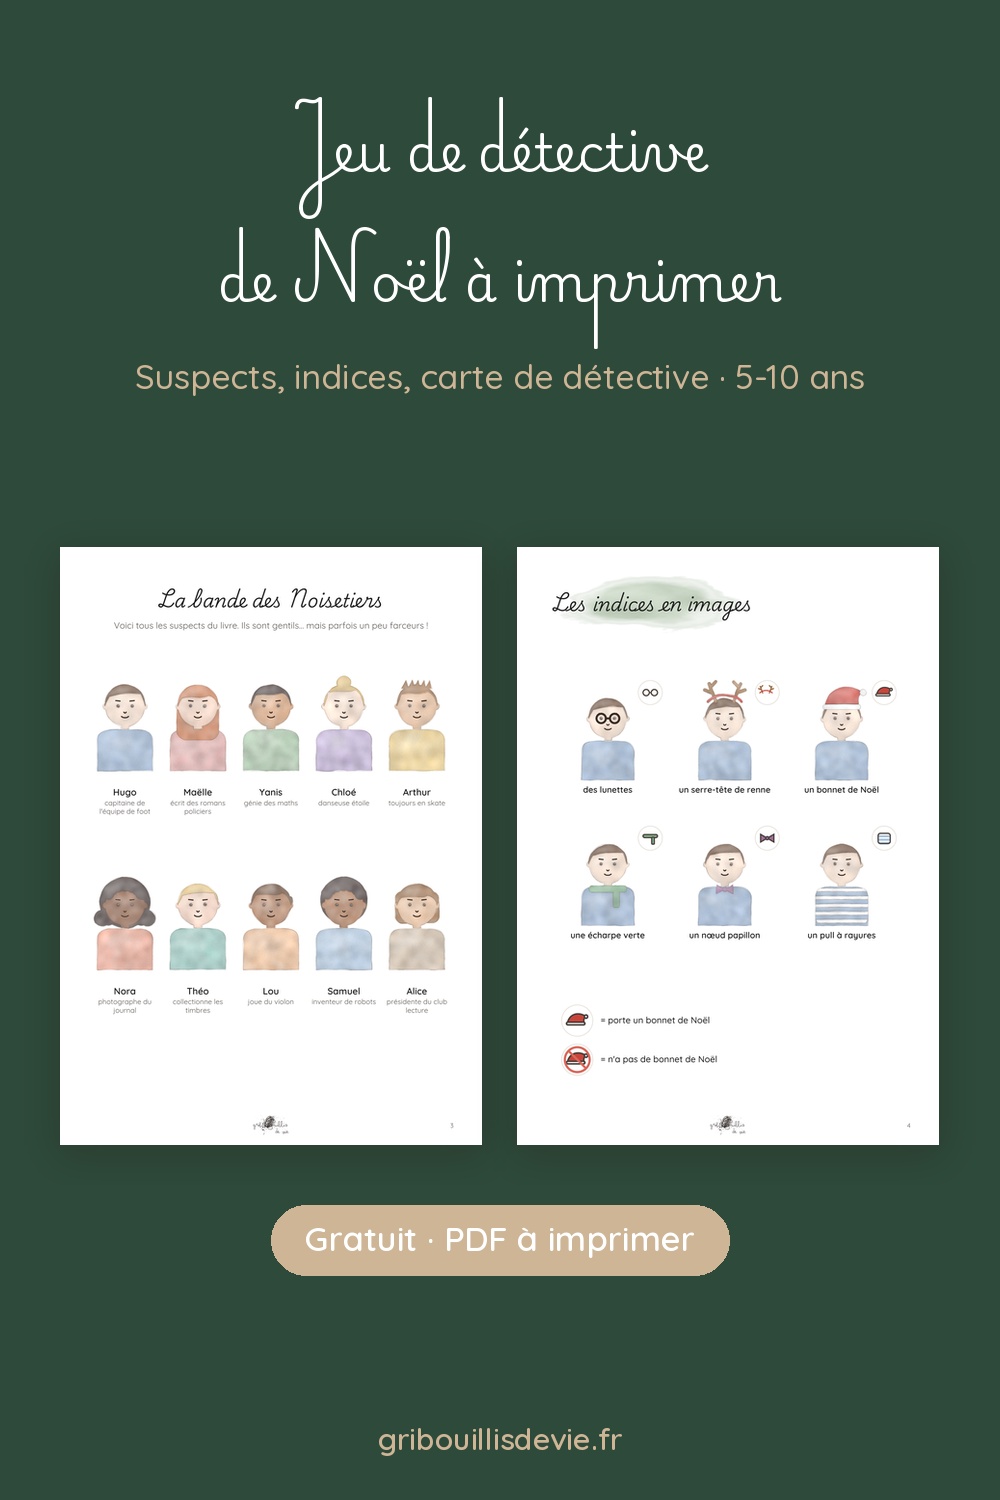 Jeu de détective
de Noël à imprimer
Suspects, indices, carte de détective · 5-10 ans
La bande des Noisetiers
Voici tous les suspects du livre. Ils sont gentils... mais parfois un peu farceurs !
Hugo
capitaine de
l'équipe de foot
Maëlle
écrit des romans
policiers
Yanis
génie des maths
Chloé
danseuse étoile
Arthur
toujours en skate
Nora
photographe du
journal
Théo
collectionne les
timbres
Lou
joue du violon
Samuel
inventeur de robots
Alice
présidente du club
lecture
3
Les indices en images
des lunettes
un serre-tête de renne
un bonnet de Noël
une écharpe verte
un nœud papillon
un pull à rayures
= porte un bonnet de Noël
= n'a pas de bonnet de Noël
4
Gratuit · PDF à imprimer
gribouillisdevie.fr